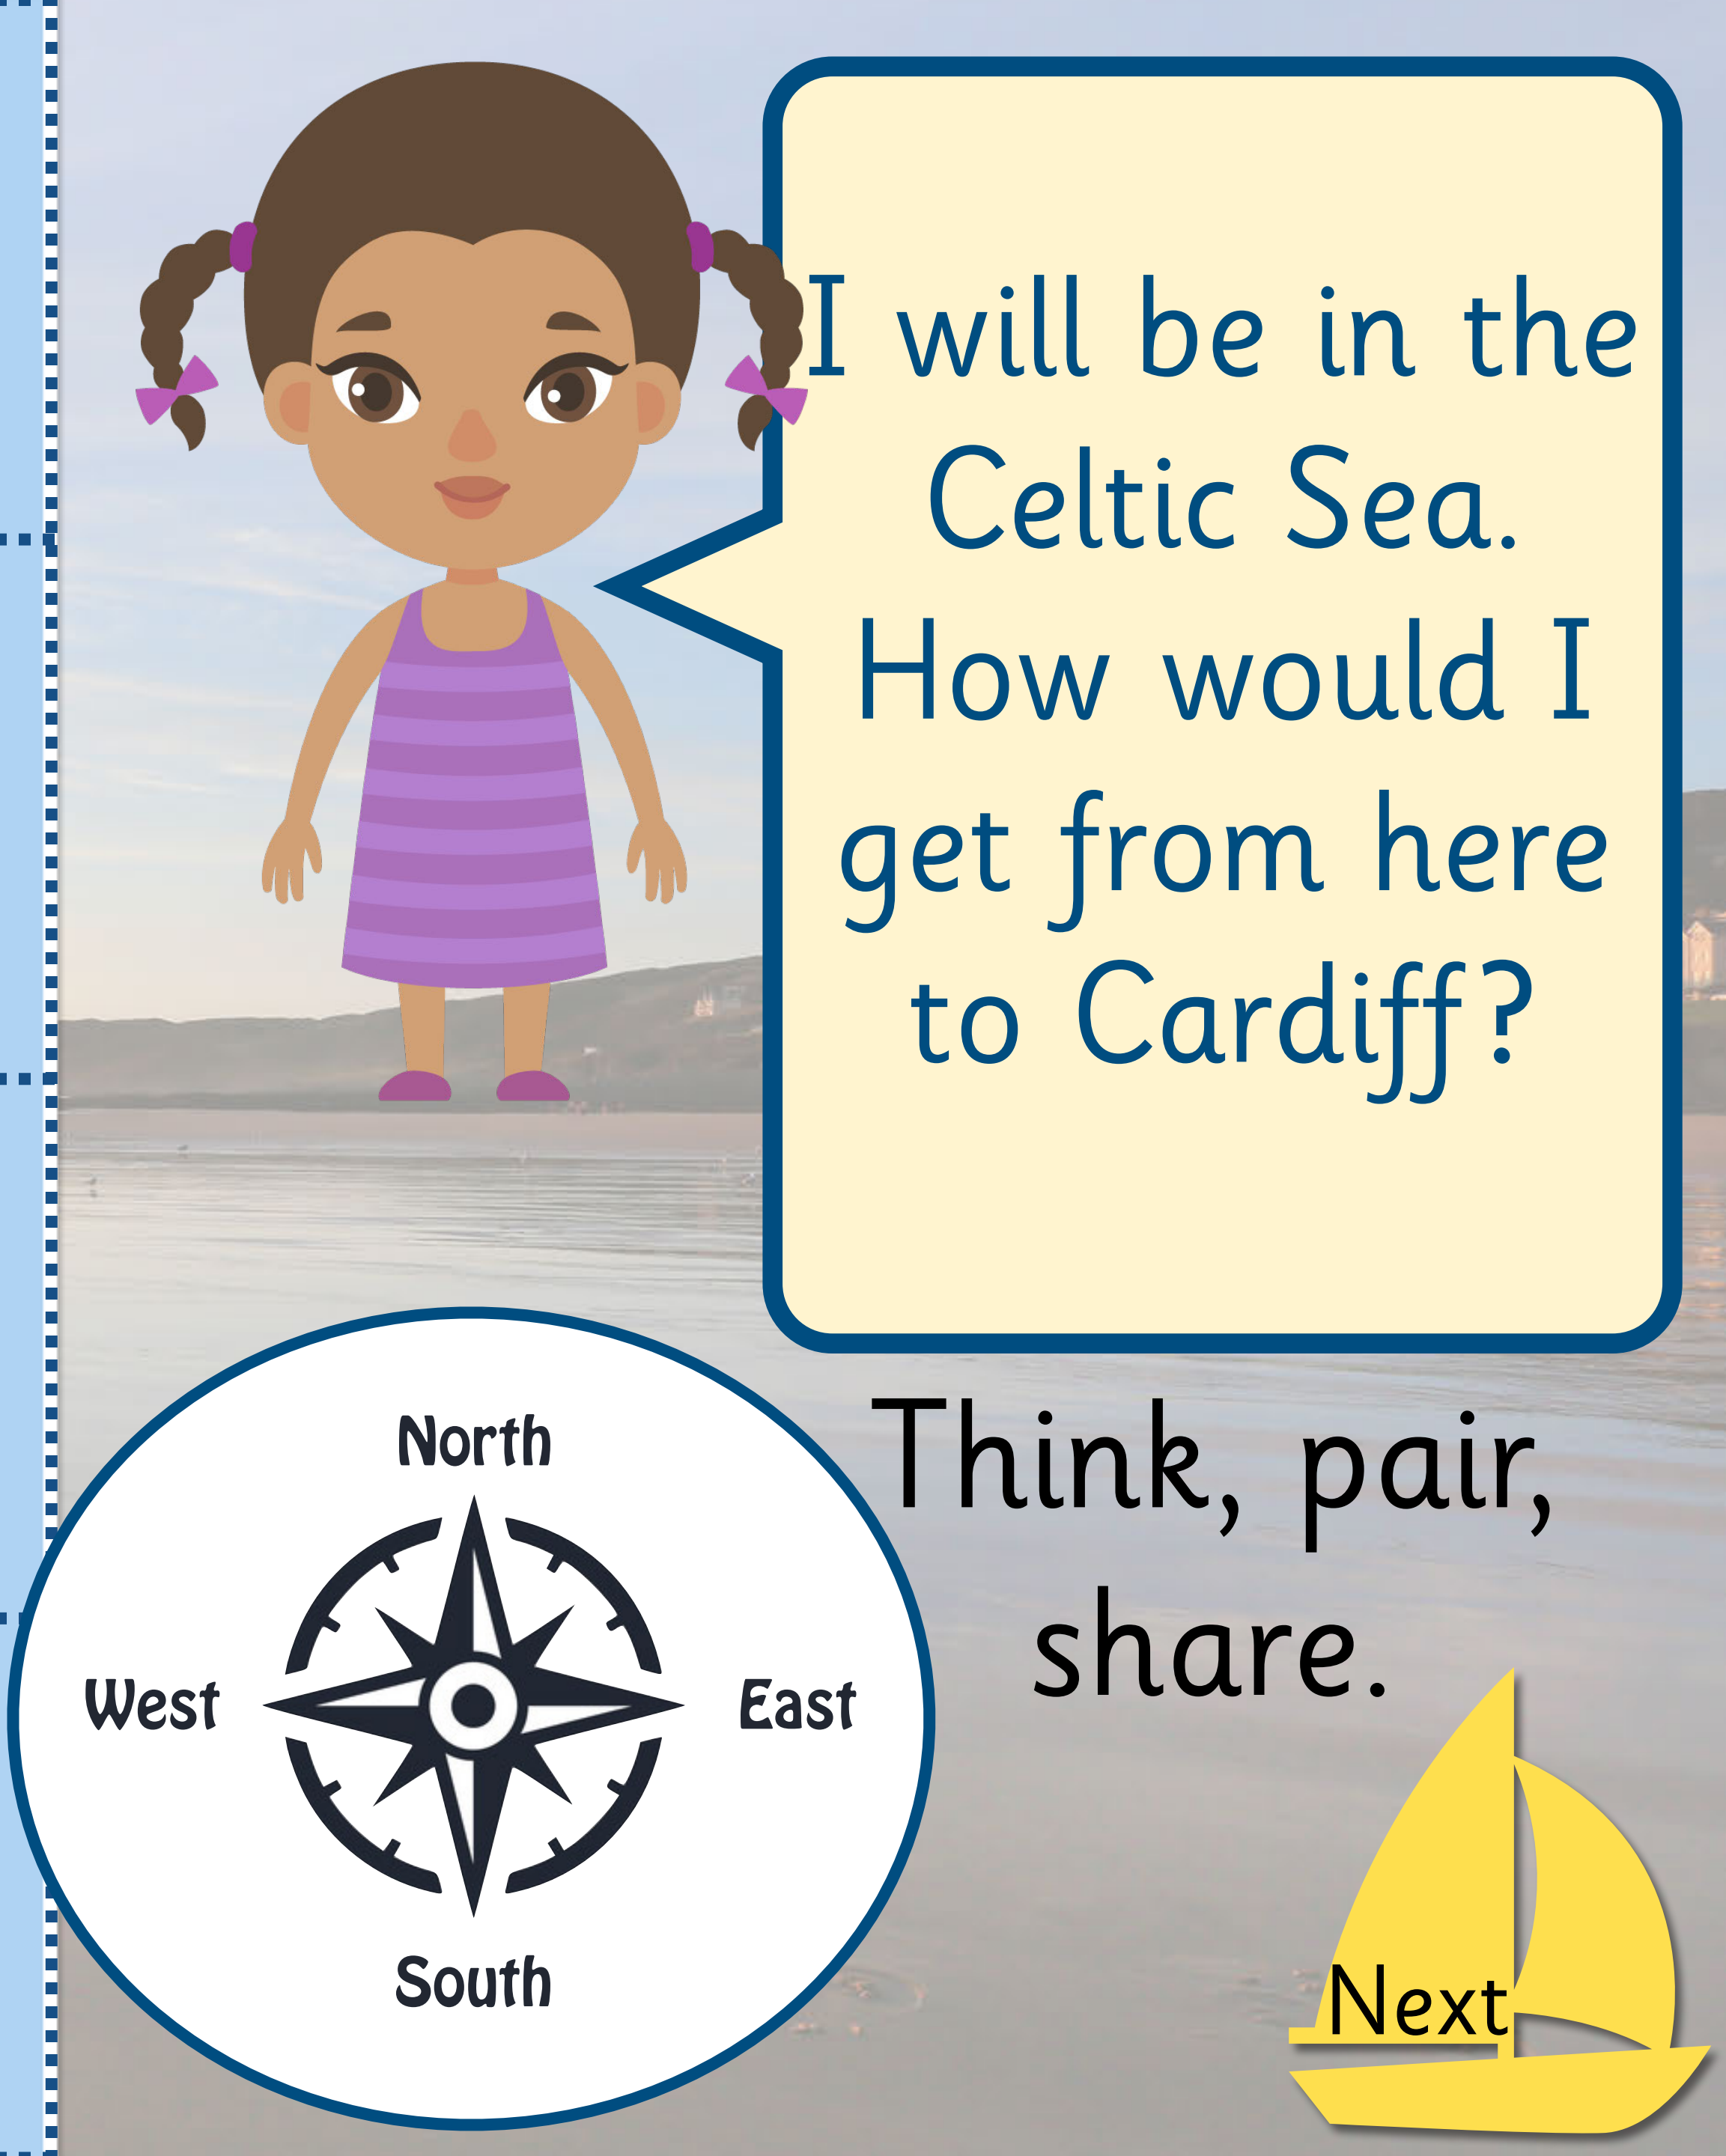 I will be in the
Celtic Sea.
How would I
get from here
to Cardiff?
Think, pair,
share.
North
West
East
South
Next